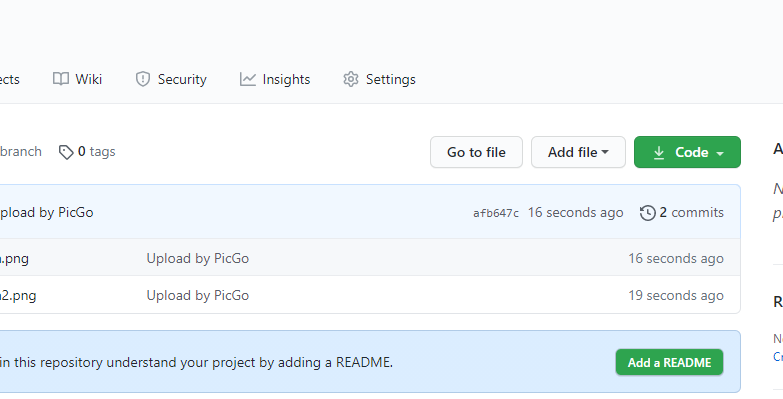 ects Wiki Security Insights Settings
branch 0 tags Go to file Add file Code
pload by PicGo afb647c 16 seconds ago 2 commits
.png Upload by PicGo 16 seconds ago
2.png Upload by PicGo 19 seconds ago
in this repository understand your project by adding a README. Add a README